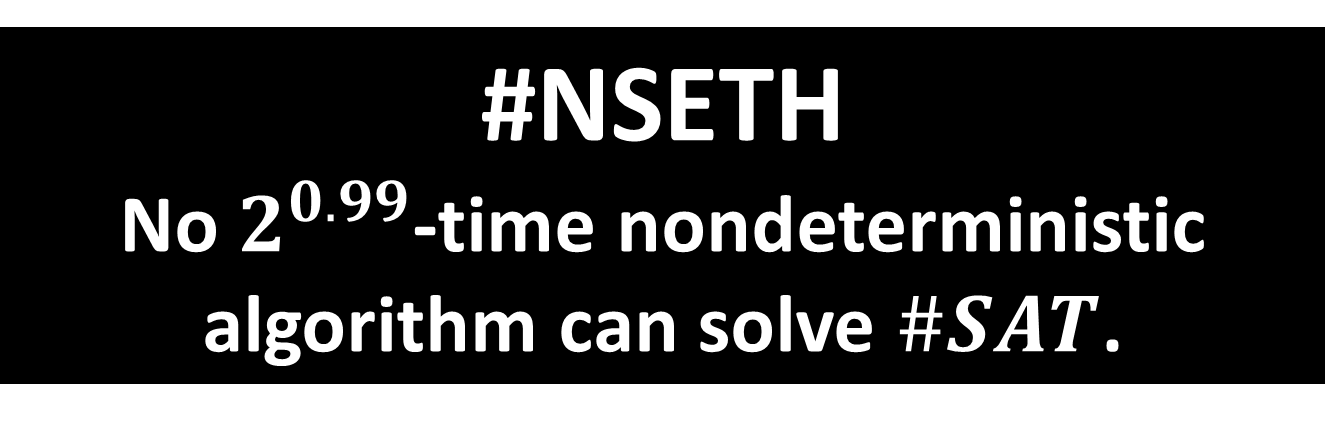 #NSETH
No 2^0.99-time nondeterministic
algorithm can solve #SAT.